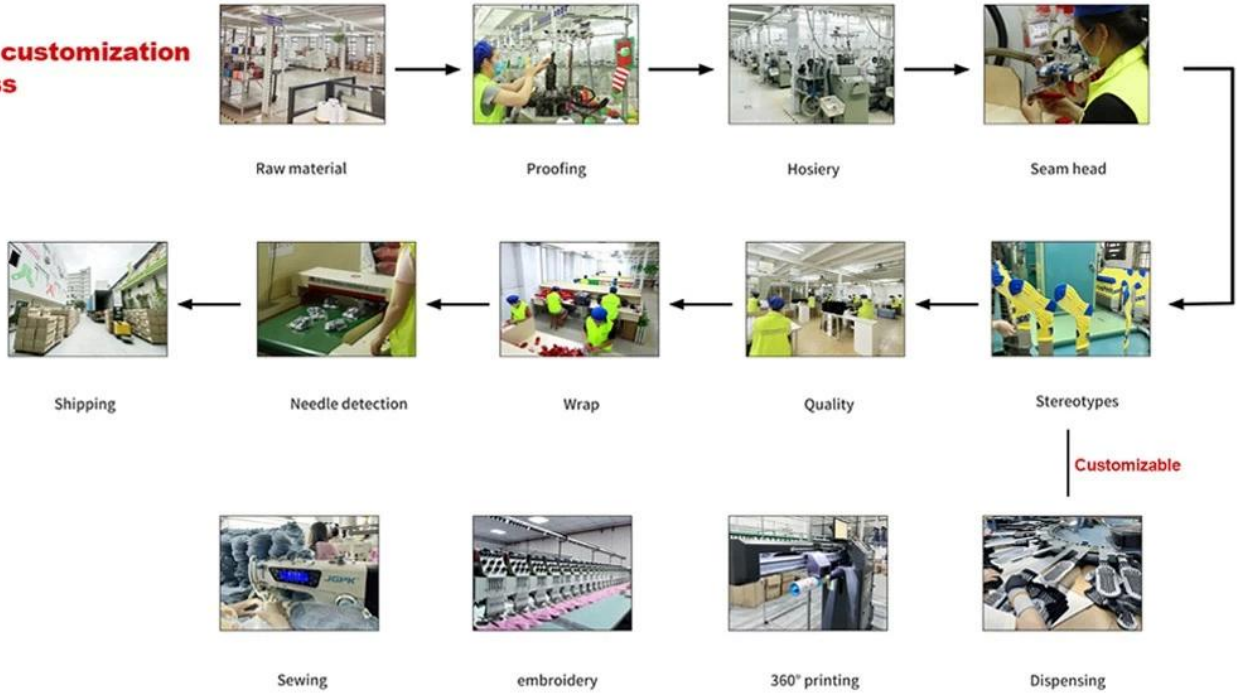 customization
Raw material
Proofing
Hosiery
Seam head
Shipping
Needle detection
Wrap
Quality
Stereotypes
Customizable
JGPK
Sewing
embroidery
360° printing
Dispensing